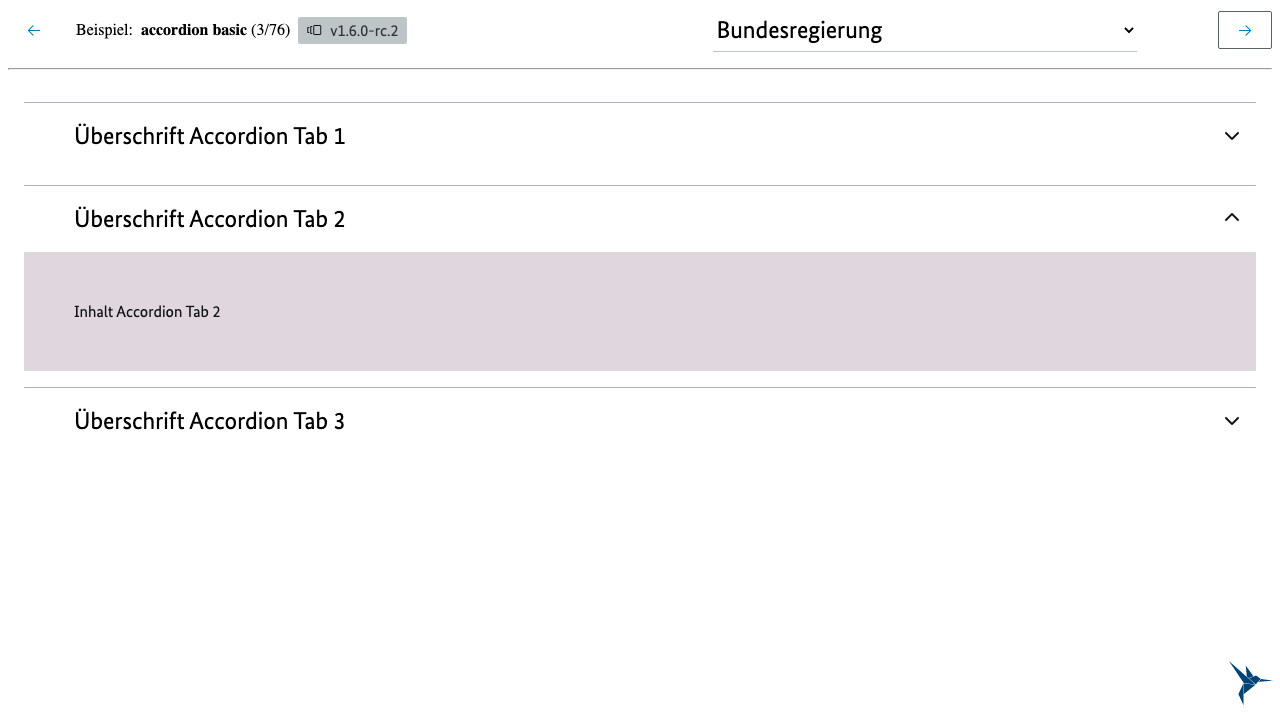 Beispiel: accordion basic (3/76) v1.6.0-rc.2 Bundesregierung
Überschrift Accordion Tab 1
Überschrift Accordion Tab 2
Inhalt Accordion Tab 2
Überschrift Accordion Tab 3